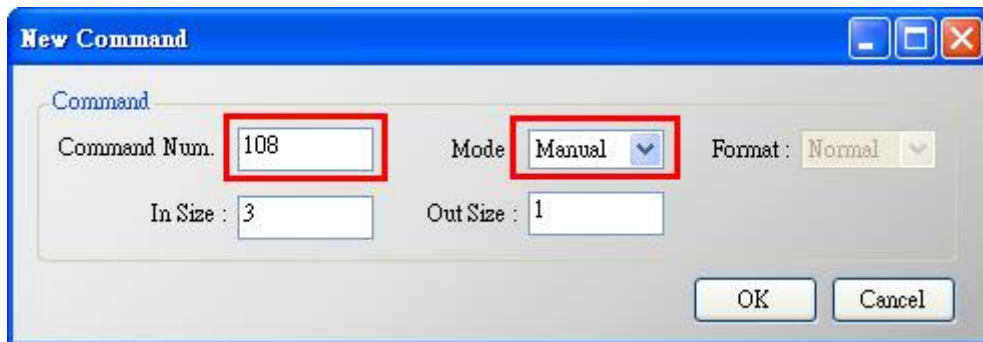 New Command
Command
Command Num. 108 Mode Manual Format : Normal
In Size : 3 Out Size : 1
OK Cancel